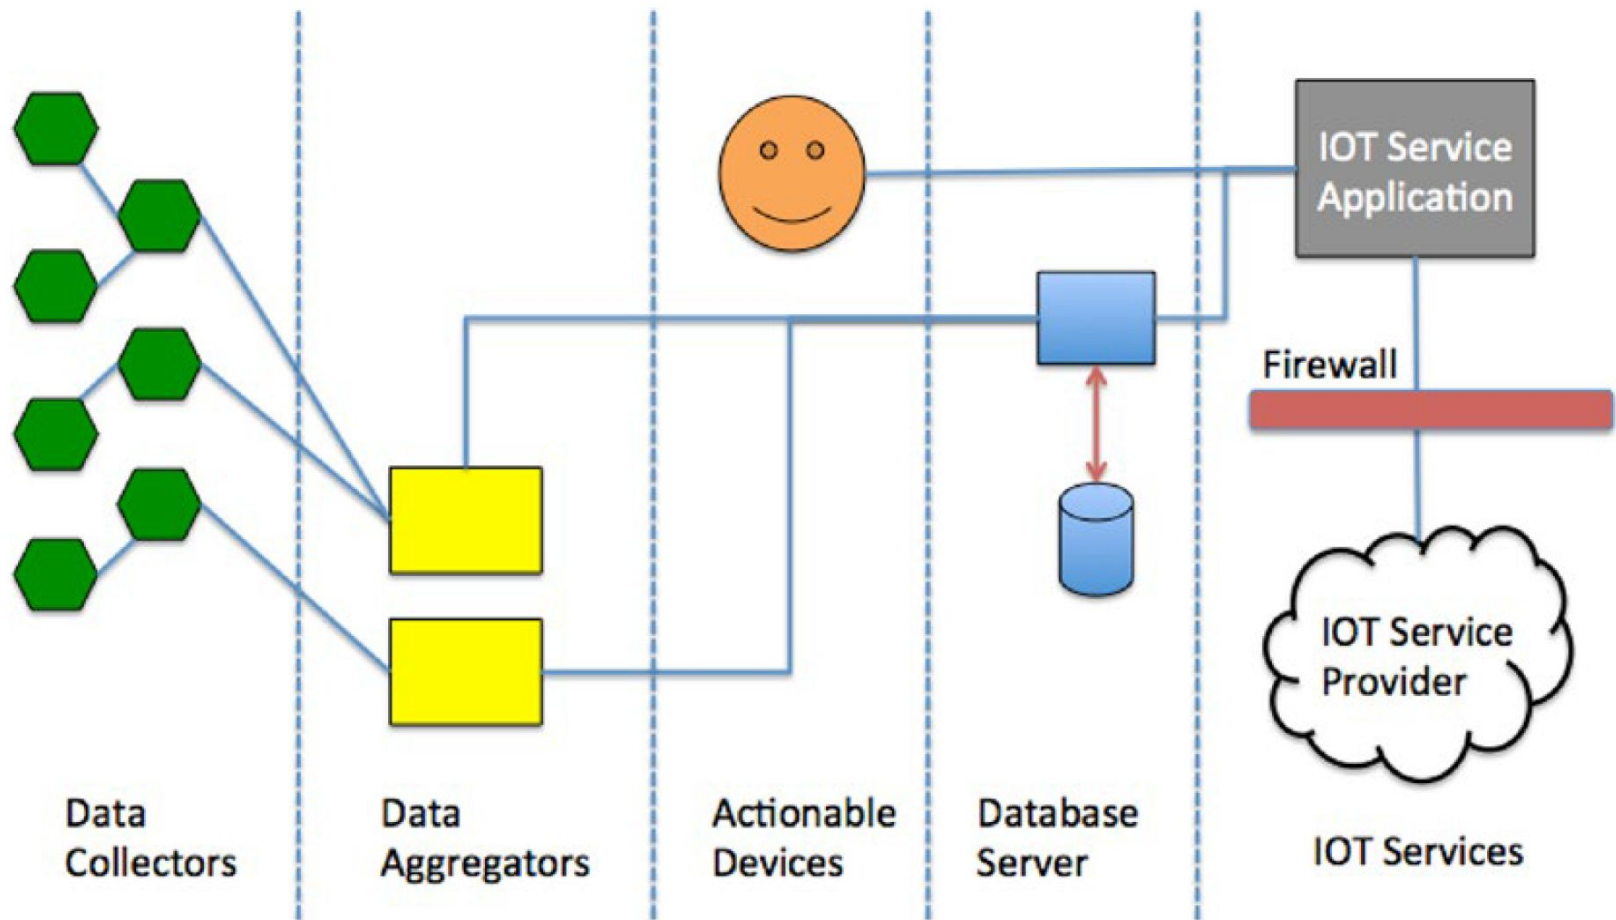 IOT Service
Application
Firewall
IOT Service
Provider
Data
Collectors
Data
Aggregators
Actionable
Devices
Database
Server
IOT Services